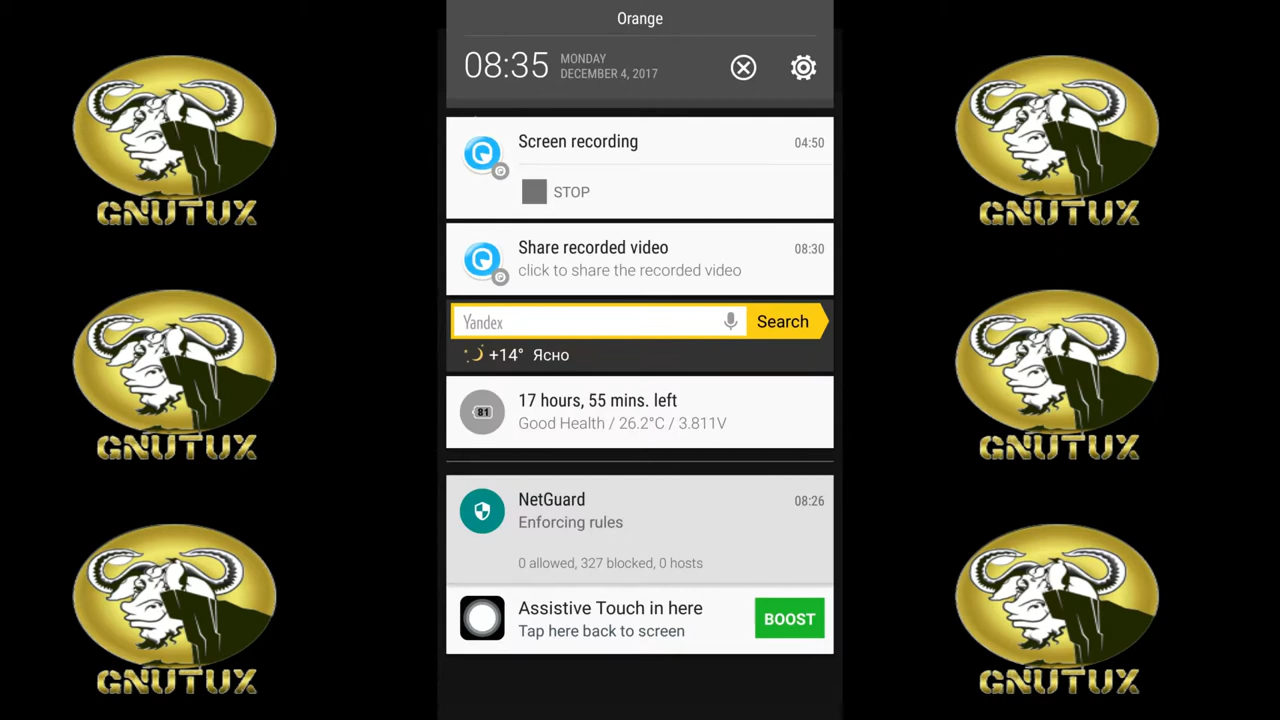 Orange
08:35
MONDAY
DECEMBER 4, 2017
Screen recording 04:50
STOP
Share recorded video 08:30
click to share the recorded video
Yandex Search
+14° Ясно
81
17 hours, 55 mins. left
Good Health / 26.2°C / 3.811V
NetGuard 08:26
Enforcing rules
0 allowed, 327 blocked, 0 hosts
Assistive Touch in here
Tap here back to screen
BOOST
GNUTUX
GNUTUX
GNUTUX
GNUTUX
GNUTUX
GNUTUX